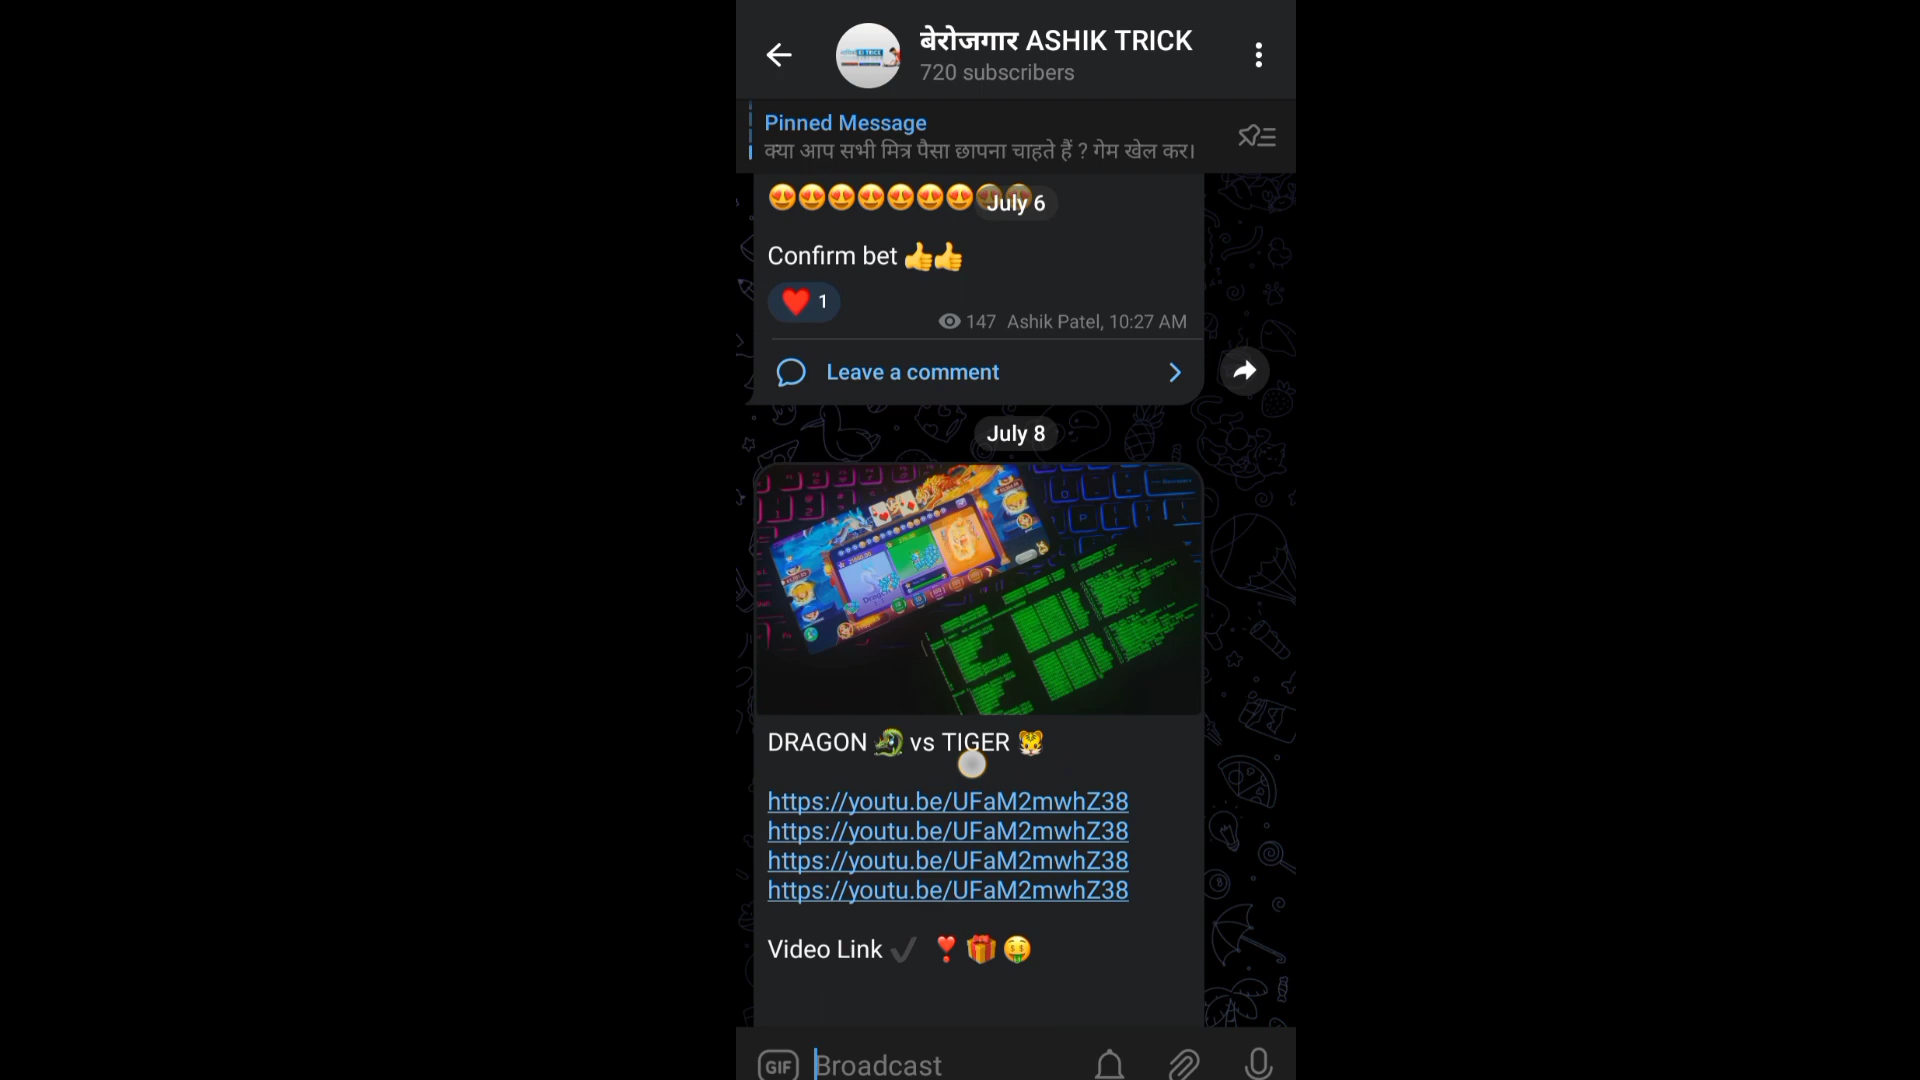 बेरोजगार ASHIK TRICK
720 subscribers
Pinned Message
क्या आप सभी मित्र पैसा छापना चाहते हैं ? गेम खेल कर।
July 6
Confirm bet 👍👍
❤️ 1
147 Ashik Patel, 10:27 AM
Leave a comment
July 8
DRAGON 🐉 vs TIGER 🐯
https://youtu.be/UFaM2mwhZ38
https://youtu.be/UFaM2mwhZ38
https://youtu.be/UFaM2mwhZ38
https://youtu.be/UFaM2mwhZ38
Video Link ✔️ ❣️🎁🤑
GIF Broadcast